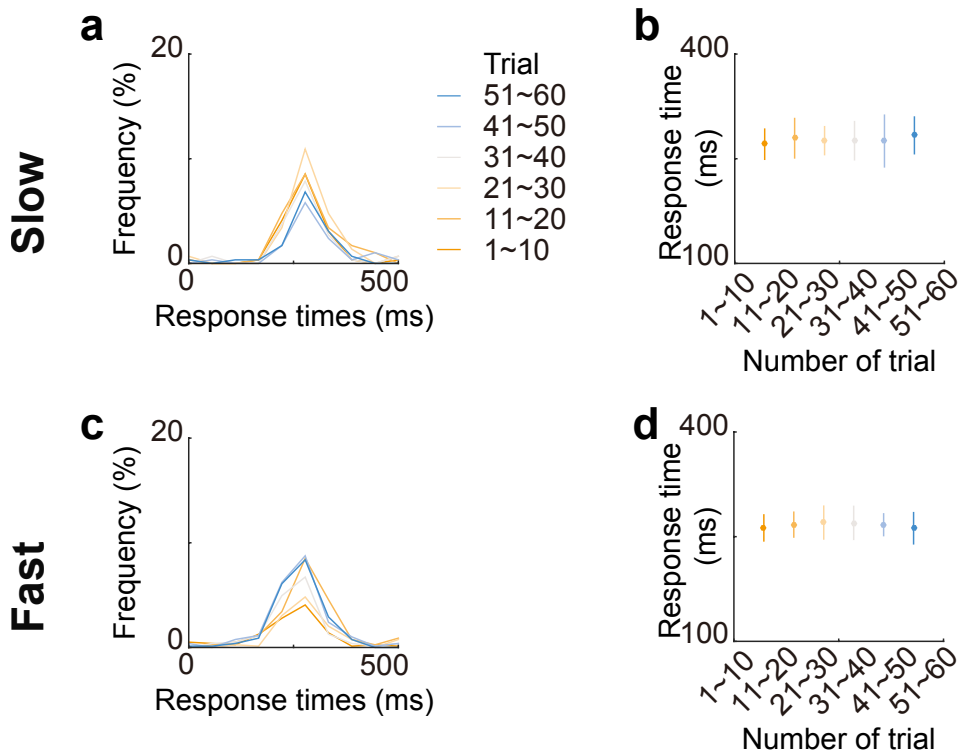 a
b
Slow
20
0
Frequency (%)
0
500
Response times (ms)
Trial
51~60
41~50
31~40
21~30
11~20
1~10
400
100
Response time
(ms)
1~10
11~20
21~30
31~40
41~50
51~60
Number of trial
c
d
Fast
20
0
Frequency (%)
0
500
Response times (ms)
400
100
Response time
(ms)
1~10
11~20
21~30
31~40
41~50
51~60
Number of trial